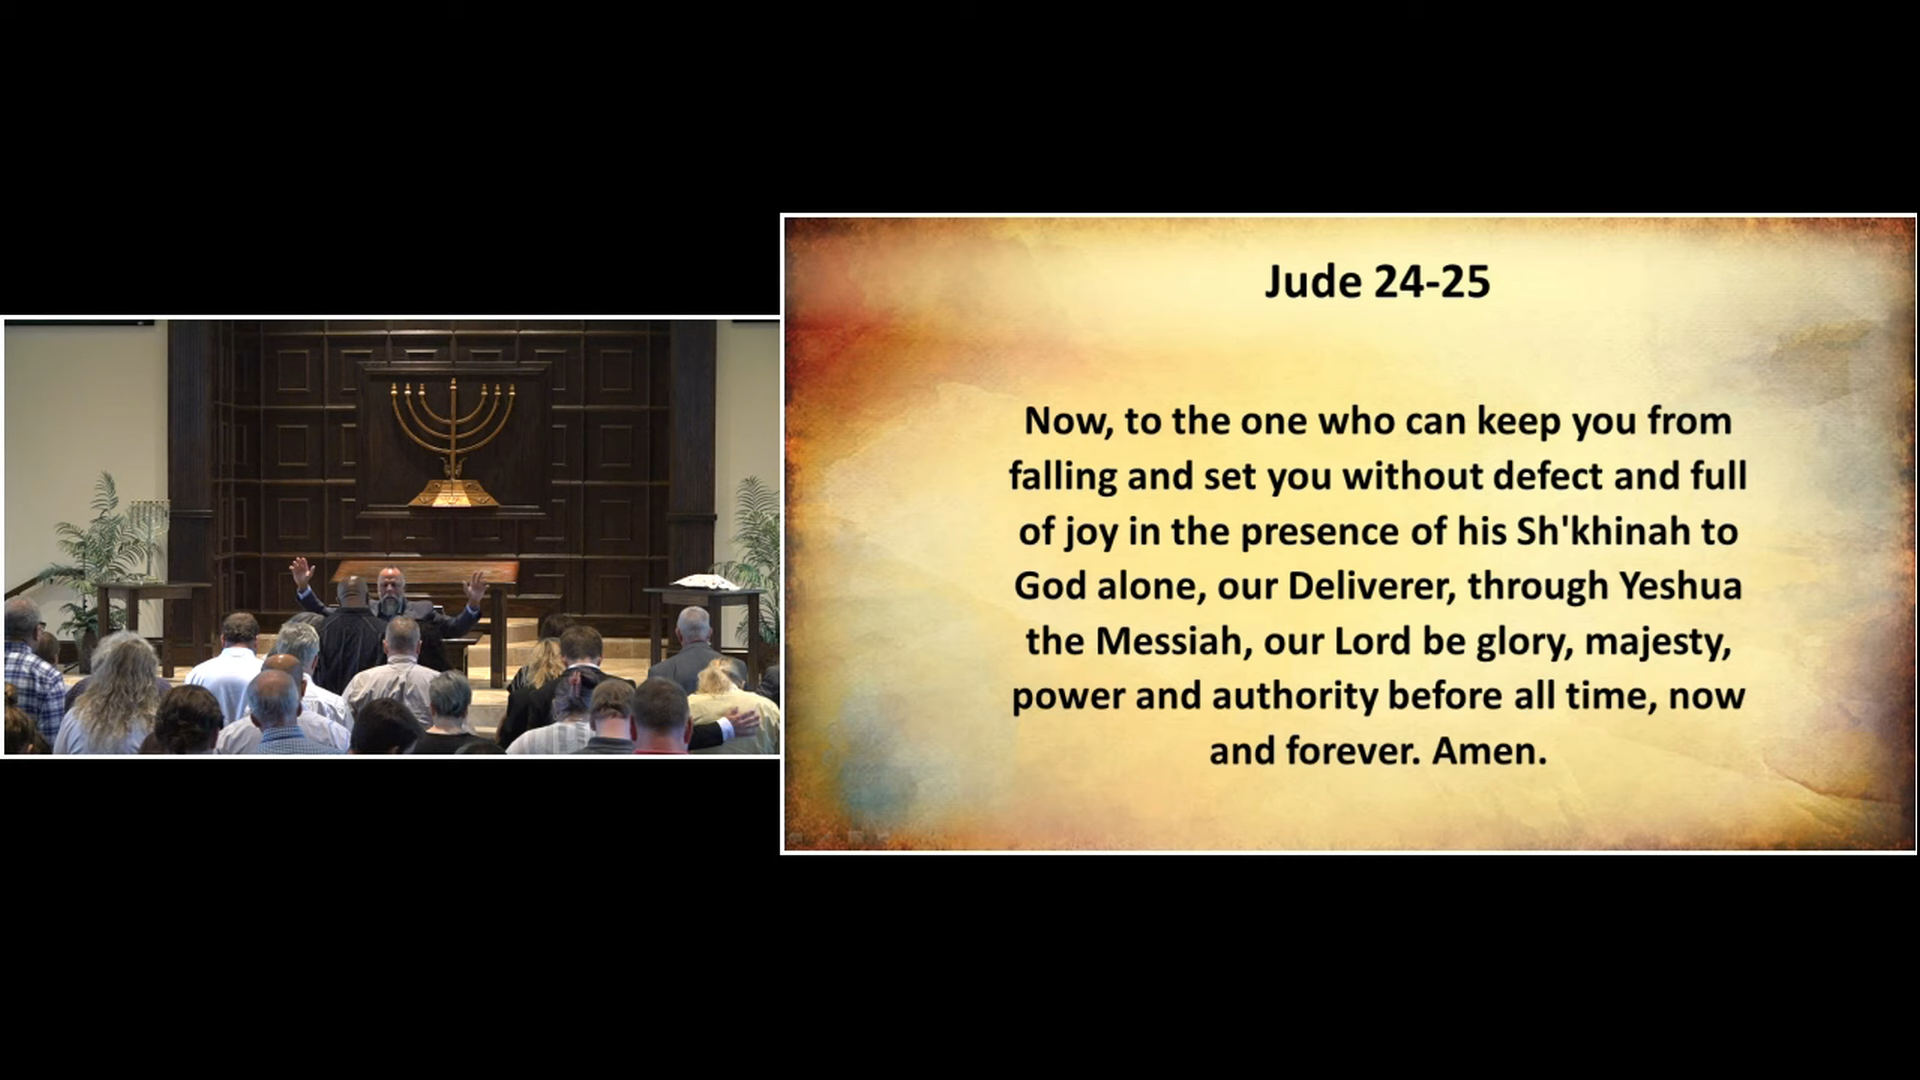 Jude 24-25
Now, to the one who can keep you from
falling and set you without defect and full
of joy in the presence of his Sh'khinah to
God alone, our Deliverer, through Yeshua
the Messiah, our Lord be glory, majesty,
power and authority before all time, now
and forever. Amen.